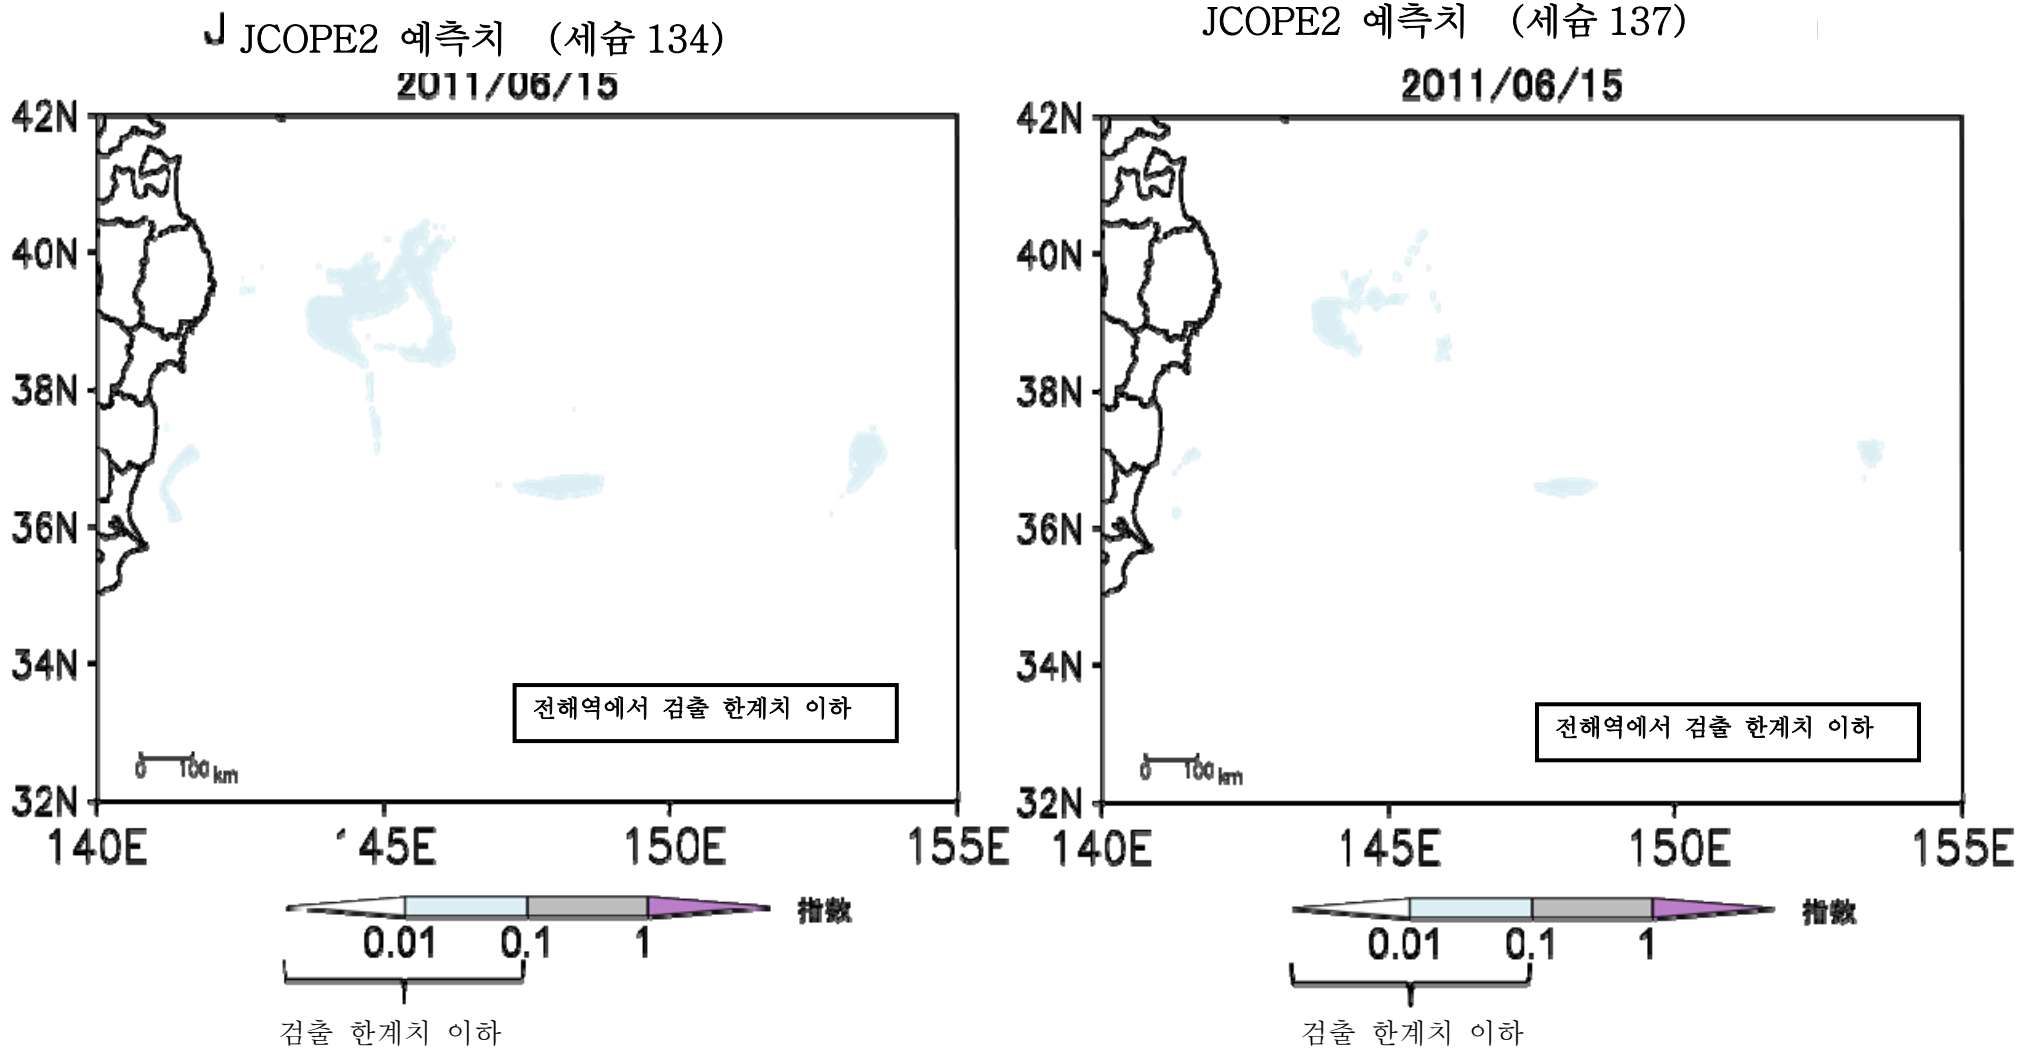 JCOPE2 예측치 (세슘 134)
2011/06/15
42N
40N
38N
36N
34N
32N
전해역에서 검출 한계치 이하
0 100 km
140E 45E 150E 155E
指数
0.01 0.1 1
검출 한계치 이하
JCOPE2 예측치 (세슘 137)
2011/06/15
42N
40N
38N
36N
34N
32N
전해역에서 검출 한계치 이하
0 100 km
140E 145E 150E 155E
指数
0.01 0.1 1
검출 한계치 이하